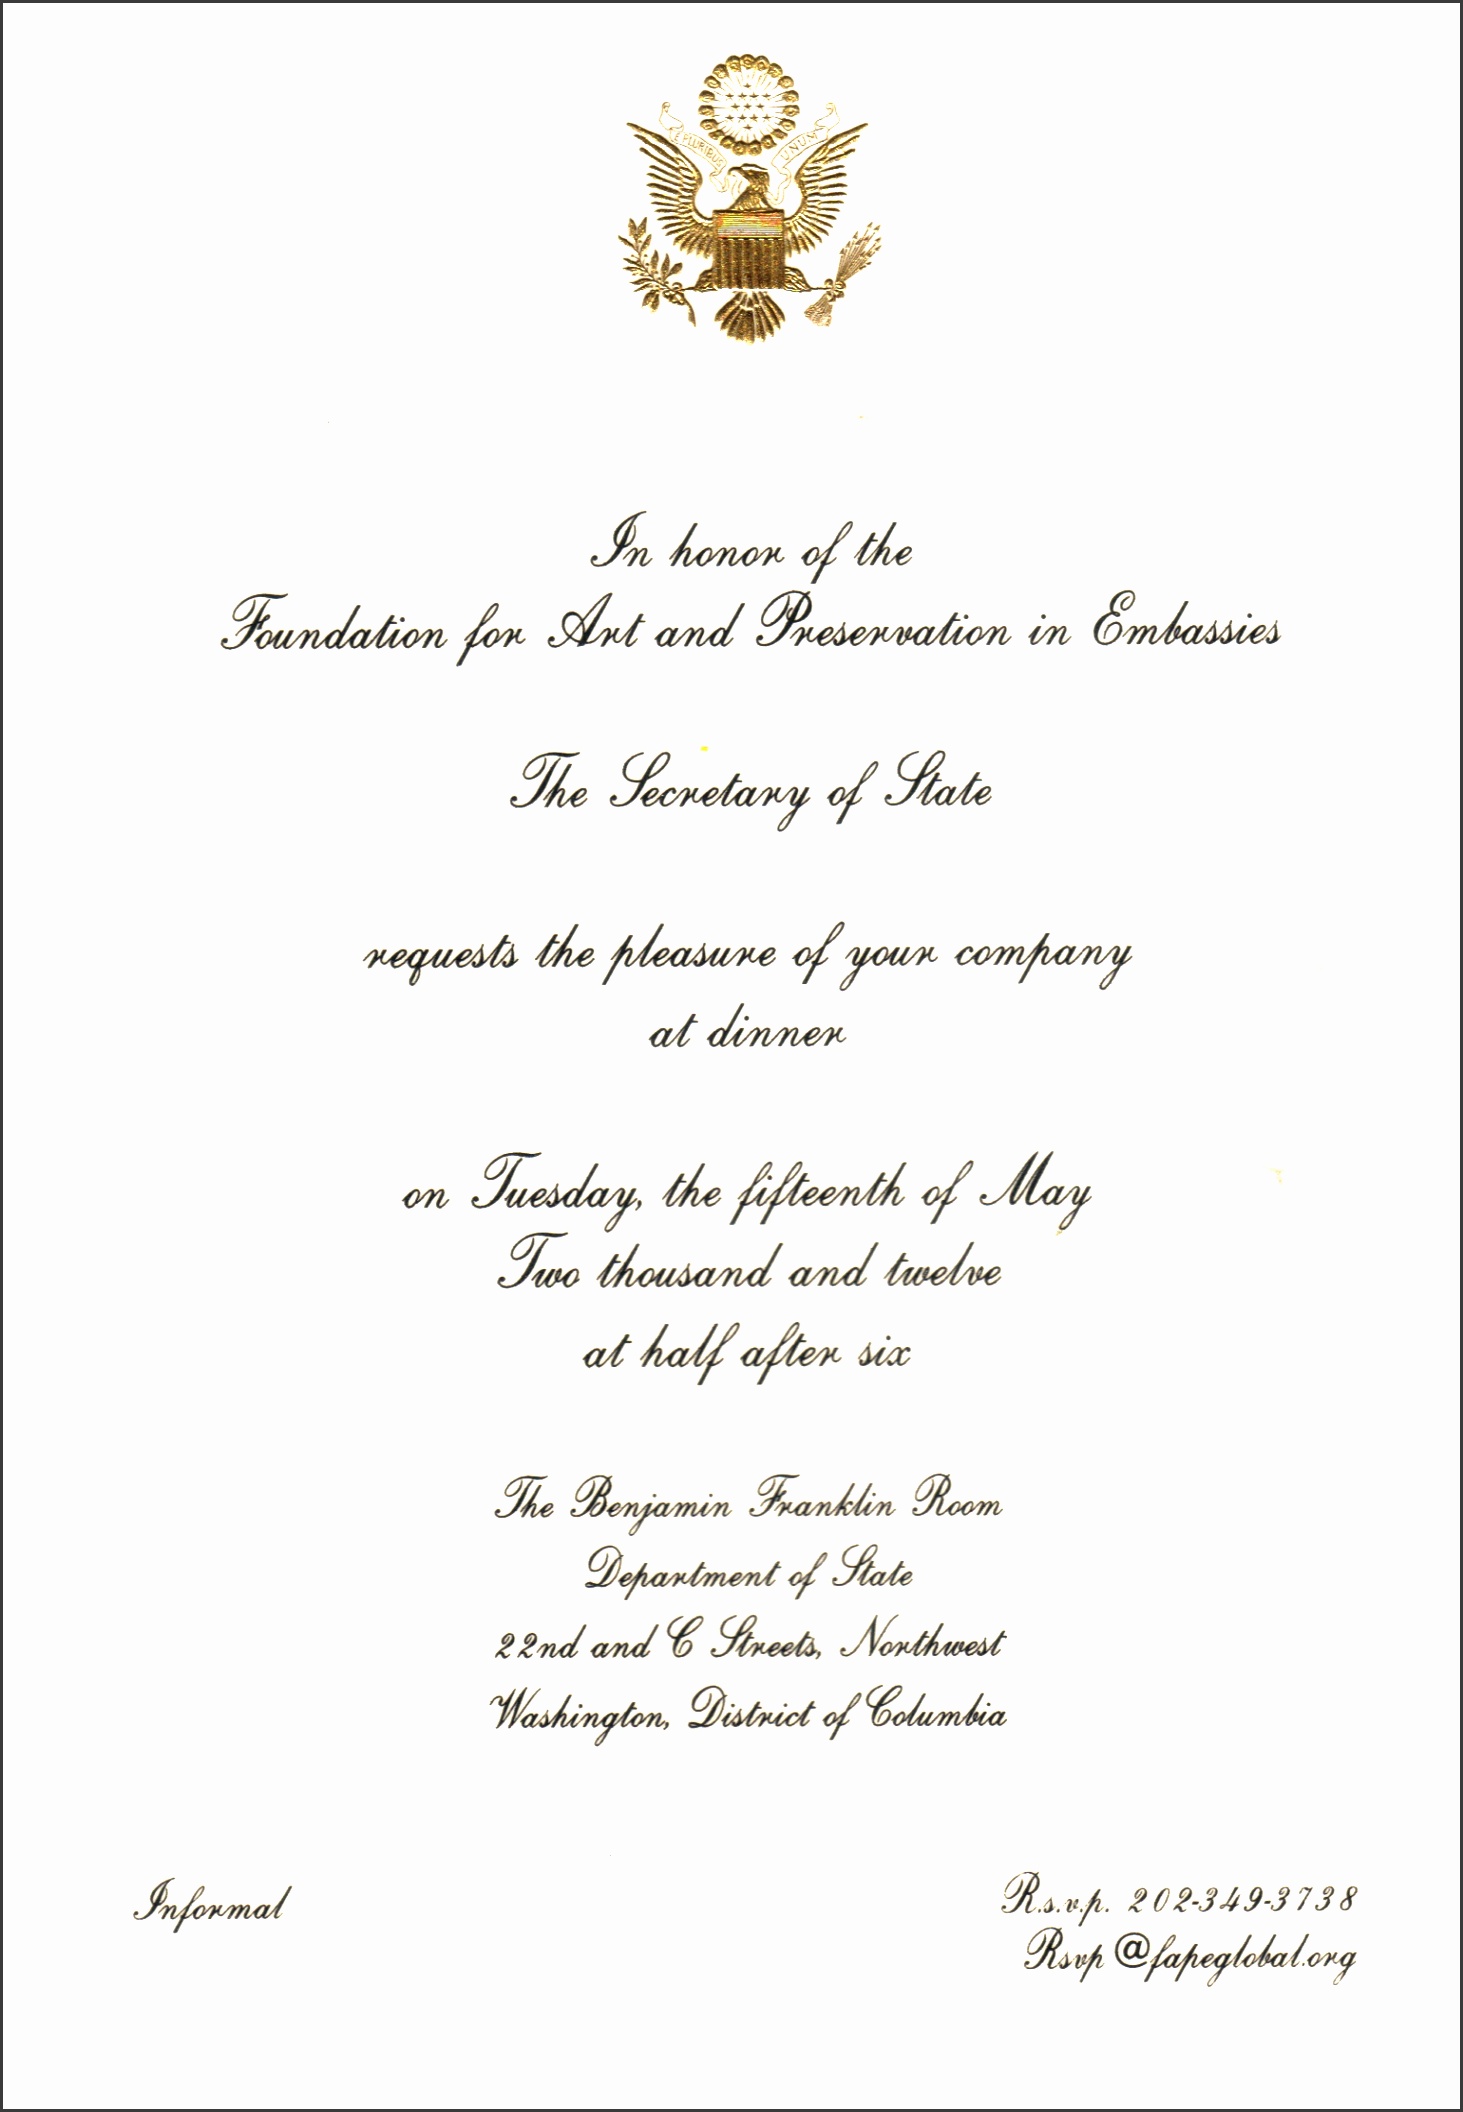 E PLURIBUS UNUM
In honor of the
Foundation for Art and Preservation in Embassies
The Secretary of State
requests the pleasure of your company
at dinner
on Tuesday, the fifteenth of May
Two thousand and twelve
at half after six
The Benjamin Franklin Room
Department of State
22nd and C Streets, Northwest
Washington, District of Columbia
Informal
R.s.v.p. 202-349-3738
Rsvp @fapeglobal.org